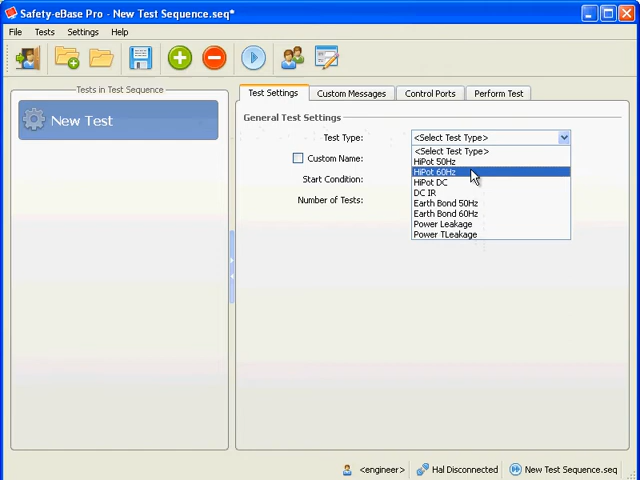 Safety-eBase Pro - New Test Sequence.seq*
File Tests Settings Help
Tests in Test Sequence
New Test
Test Settings Custom Messages Control Ports Perform Test
General Test Settings
Test Type: <Select Test Type>
<Select Test Type>
Custom Name: HiPot 50Hz
HiPot 60Hz
Start Condition: HiPot DC
DC IR
Number of Tests: Earth Bond 50Hz
Earth Bond 60Hz
Power Leakage
Power TLeakage
<engineer> Hal Disconnected New Test Sequence.seq